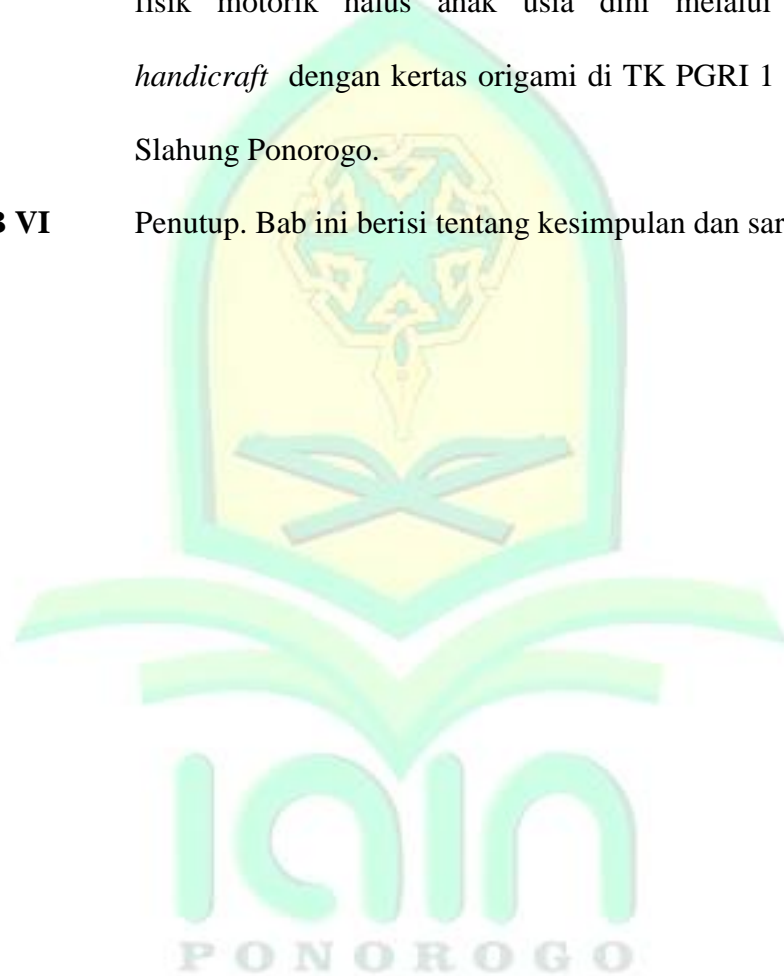 fisik motorik halus anak usia dini melalui
handicraft dengan kertas origami di TK PGRI 1
Slahung Ponorogo.
B VI Penutup. Bab ini berisi tentang kesimpulan dan sar
iain
PONOROGO